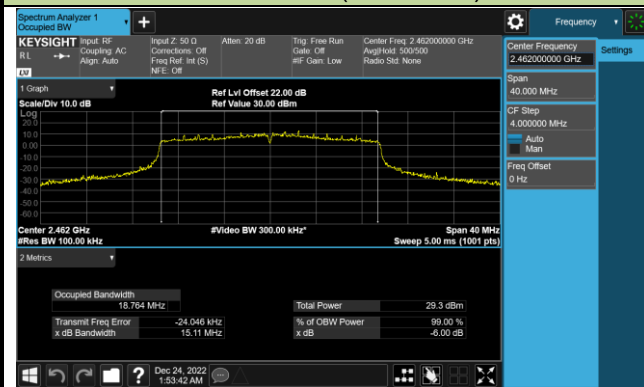 Spectrum Analyzer 1
Occupied BW
Frequency
KEYSIGHT
RL
Input: RF
Coupling: AC
Align: Auto
Input Z: 50 Ω
Corrections: Off
Freq Ref: Int (S)
NFE: Off
Atten: 20 dB
Trig: Free Run
Gate: Off
#IF Gain: Low
Center Freq: 2.462000000 GHz
Avg|Hold: 500/500
Radio Std: None
LXI
Center Frequency
2.462000000 GHz
Settings
Span
40.000 MHz
CF Step
4.000000 MHz
Auto
Man
Freq Offset
0 Hz
1 Graph
Scale/Div 10.0 dB
Ref Lvl Offset 22.00 dB
Ref Value 30.00 dBm
Log
20.0
10.0
0.00
-10.0
-20.0
-30.0
-40.0
-50.0
-60.0
Center 2.462 GHz
#Video BW 300.00 kHz*
Span 40 MHz
#Res BW 100.00 kHz
Sweep 5.00 ms (1001 pts)
2 Metrics
Occupied Bandwidth
18.764 MHz
Total Power 29.3 dBm
Transmit Freq Error -24.046 kHz
% of OBW Power 99.00 %
x dB Bandwidth 15.11 MHz
x dB -6.00 dB
Dec 24, 2022
1:53:42 AM